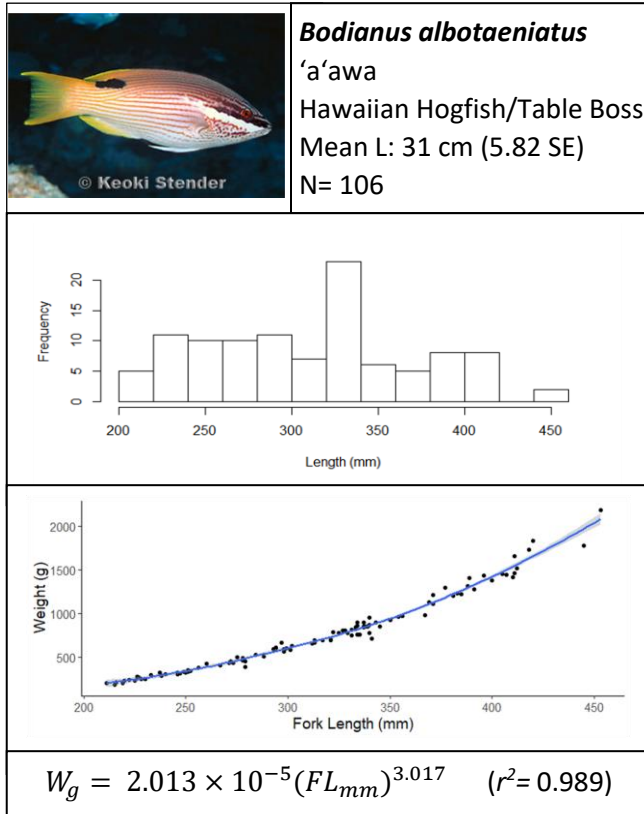 © Keoki Stender
Bodianus albotaeniatus
ʻaʻawa
Hawaiian Hogfish/Table Boss
Mean L: 31 cm (5.82 SE)
N= 106
Frequency
20
15
10
5
0
200 250 300 350 400 450
Length (mm)
Weight (g)
2000
1500
1000
500
200 250 300 350 400 450
Fork Length (mm)
W_g = 2.013 × 10⁻⁵(FL_mm)³·⁰¹⁷ (r²= 0.989)